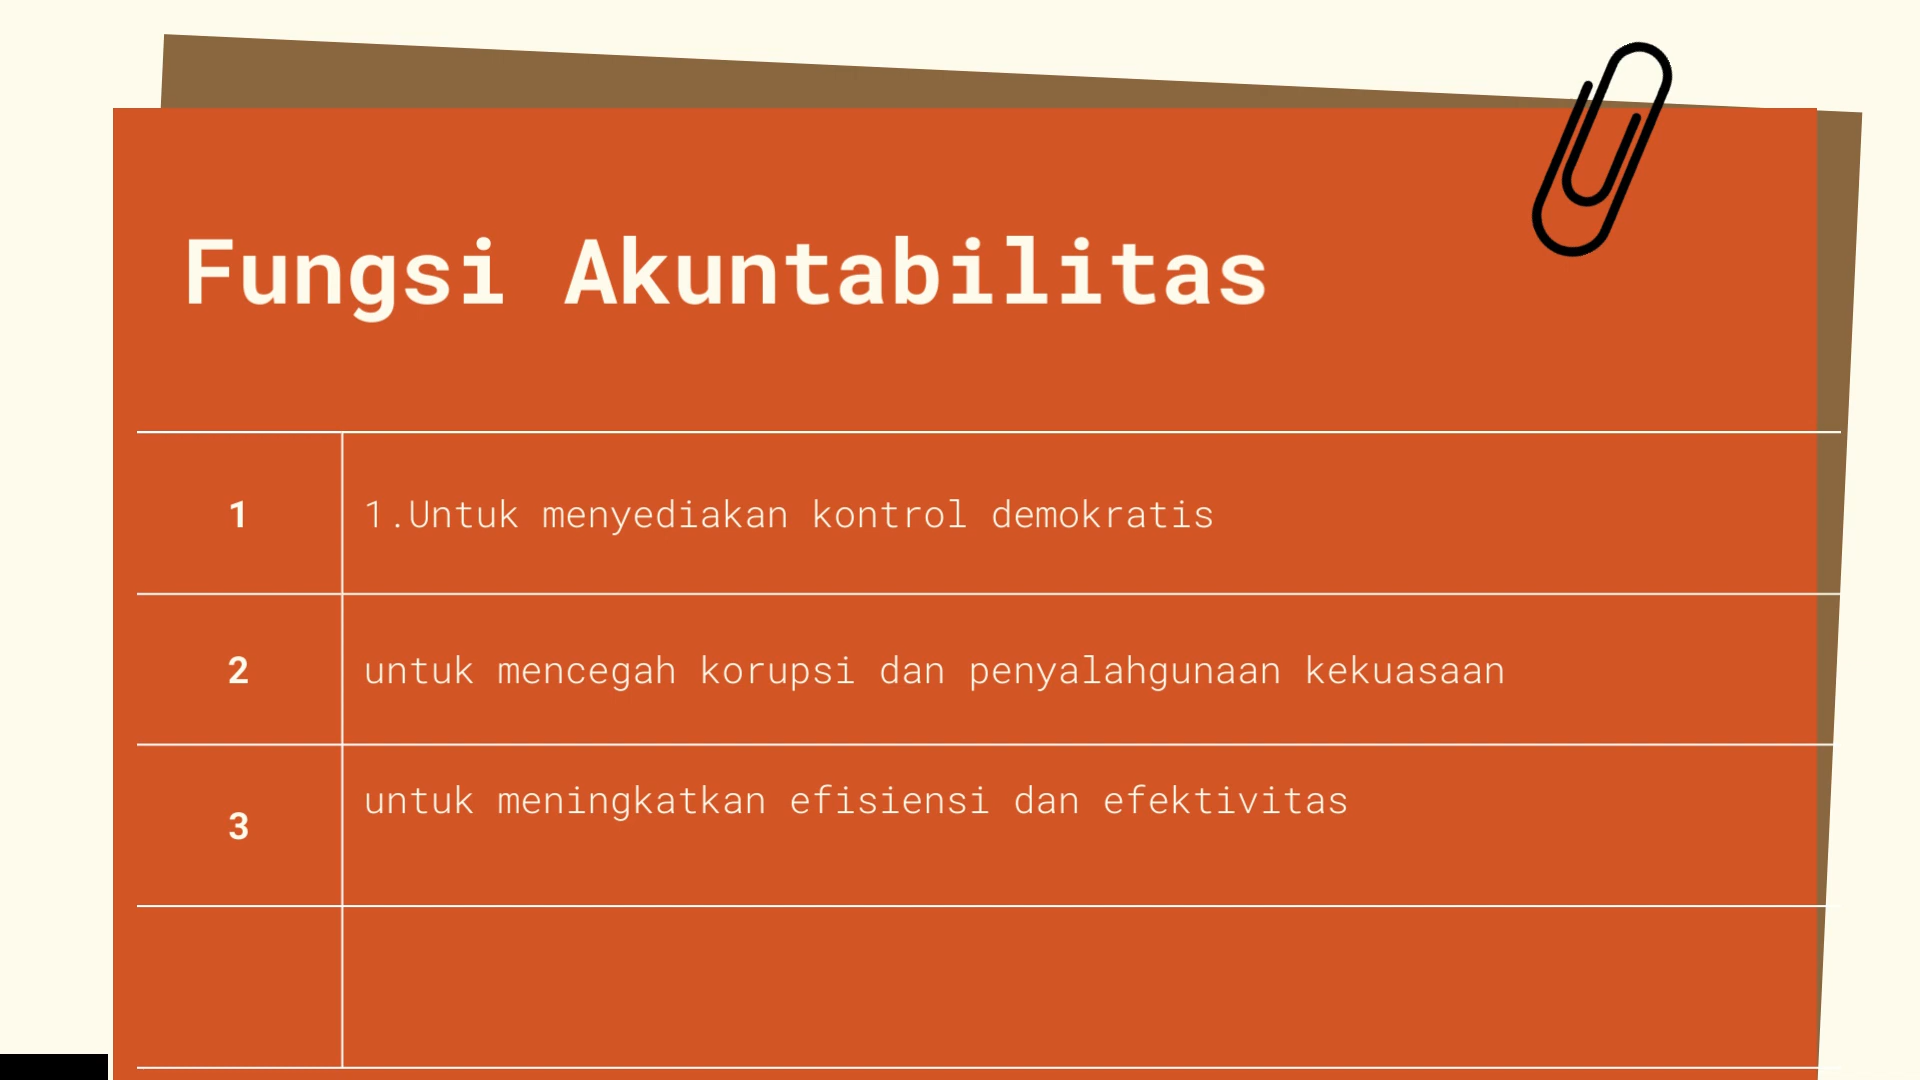 Fungsi Akuntabilitas
1 1.Untuk menyediakan kontrol demokratis
2 untuk mencegah korupsi dan penyalahgunaan kekuasaan
3 untuk meningkatkan efisiensi dan efektivitas